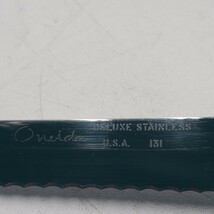 Oneida DELUXE STAINLESS
U.S.A. 131